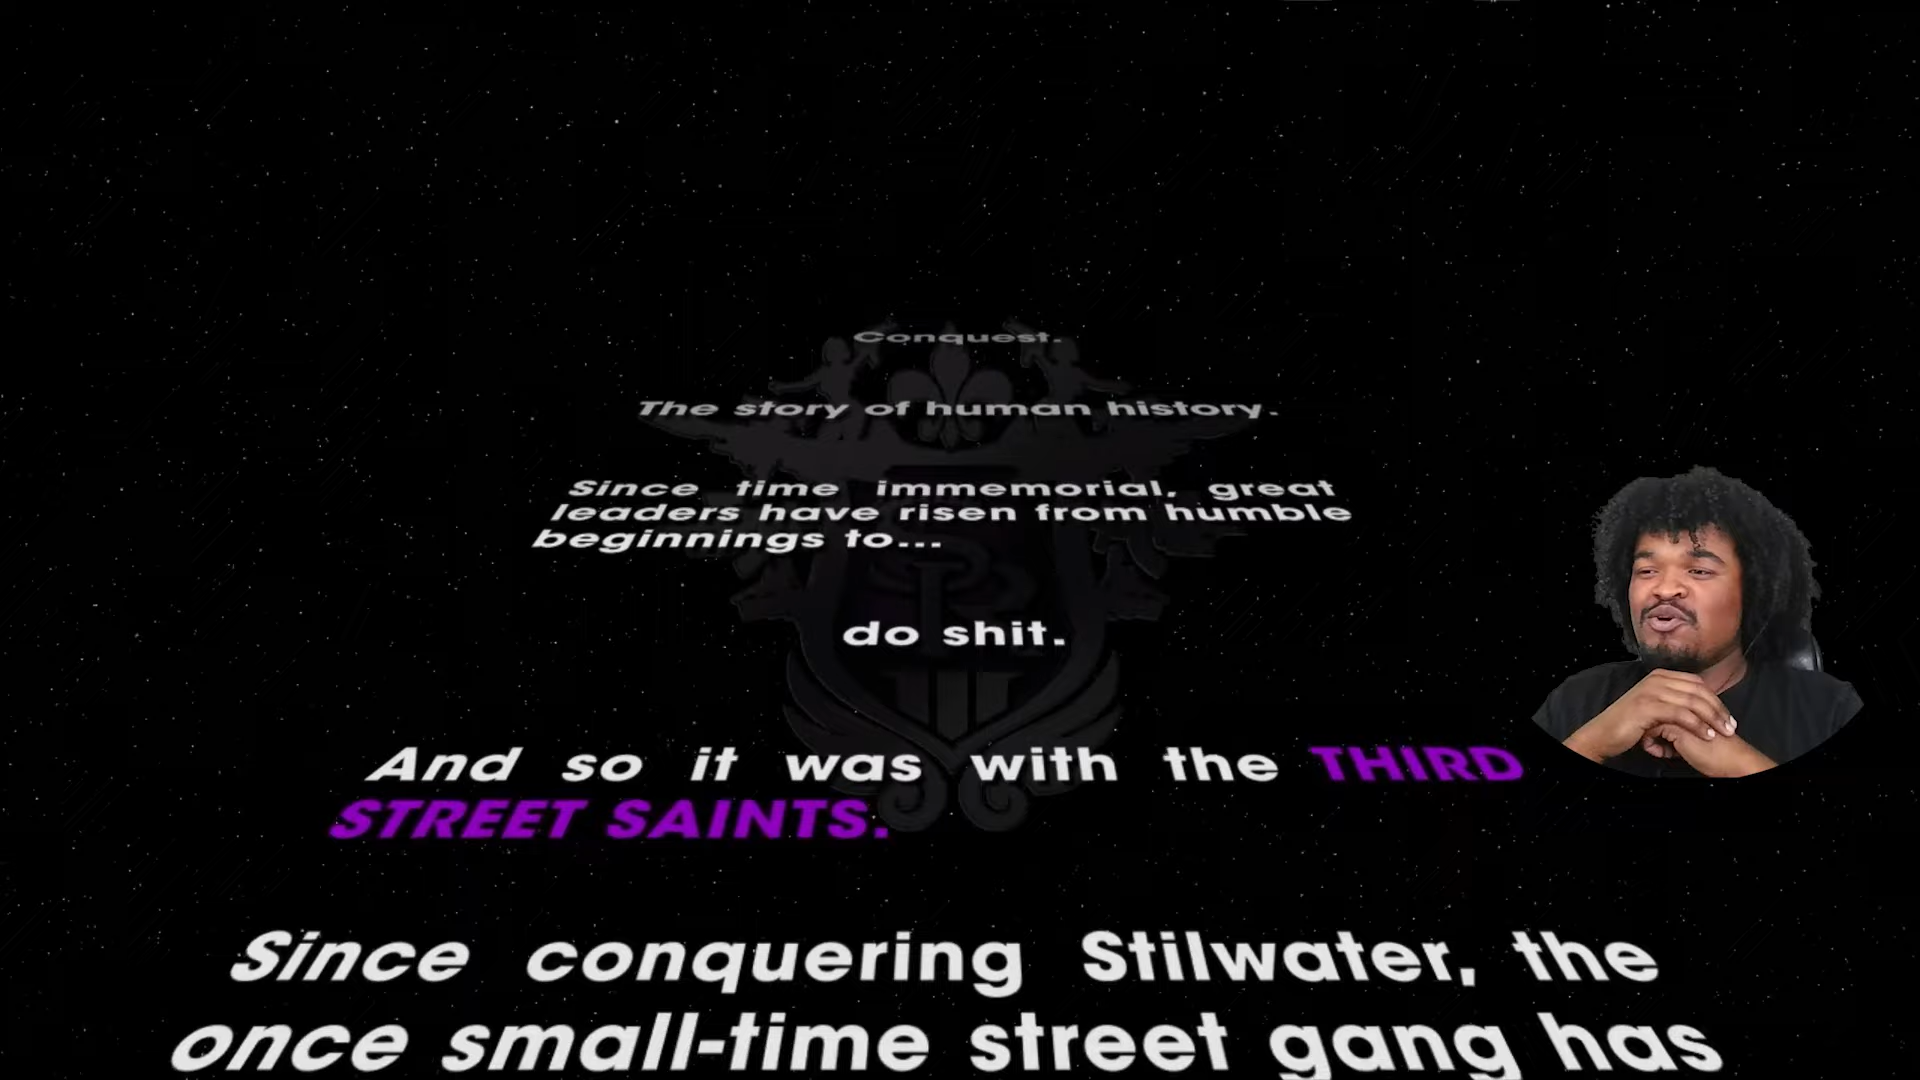 Conquest.
The story of human history.
Since time immemorial, great
leaders have risen from humble
beginnings to...
do shit.
And so it was with the THIRD
STREET SAINTS.
Since conquering Stilwater, the
once small-time street gang has